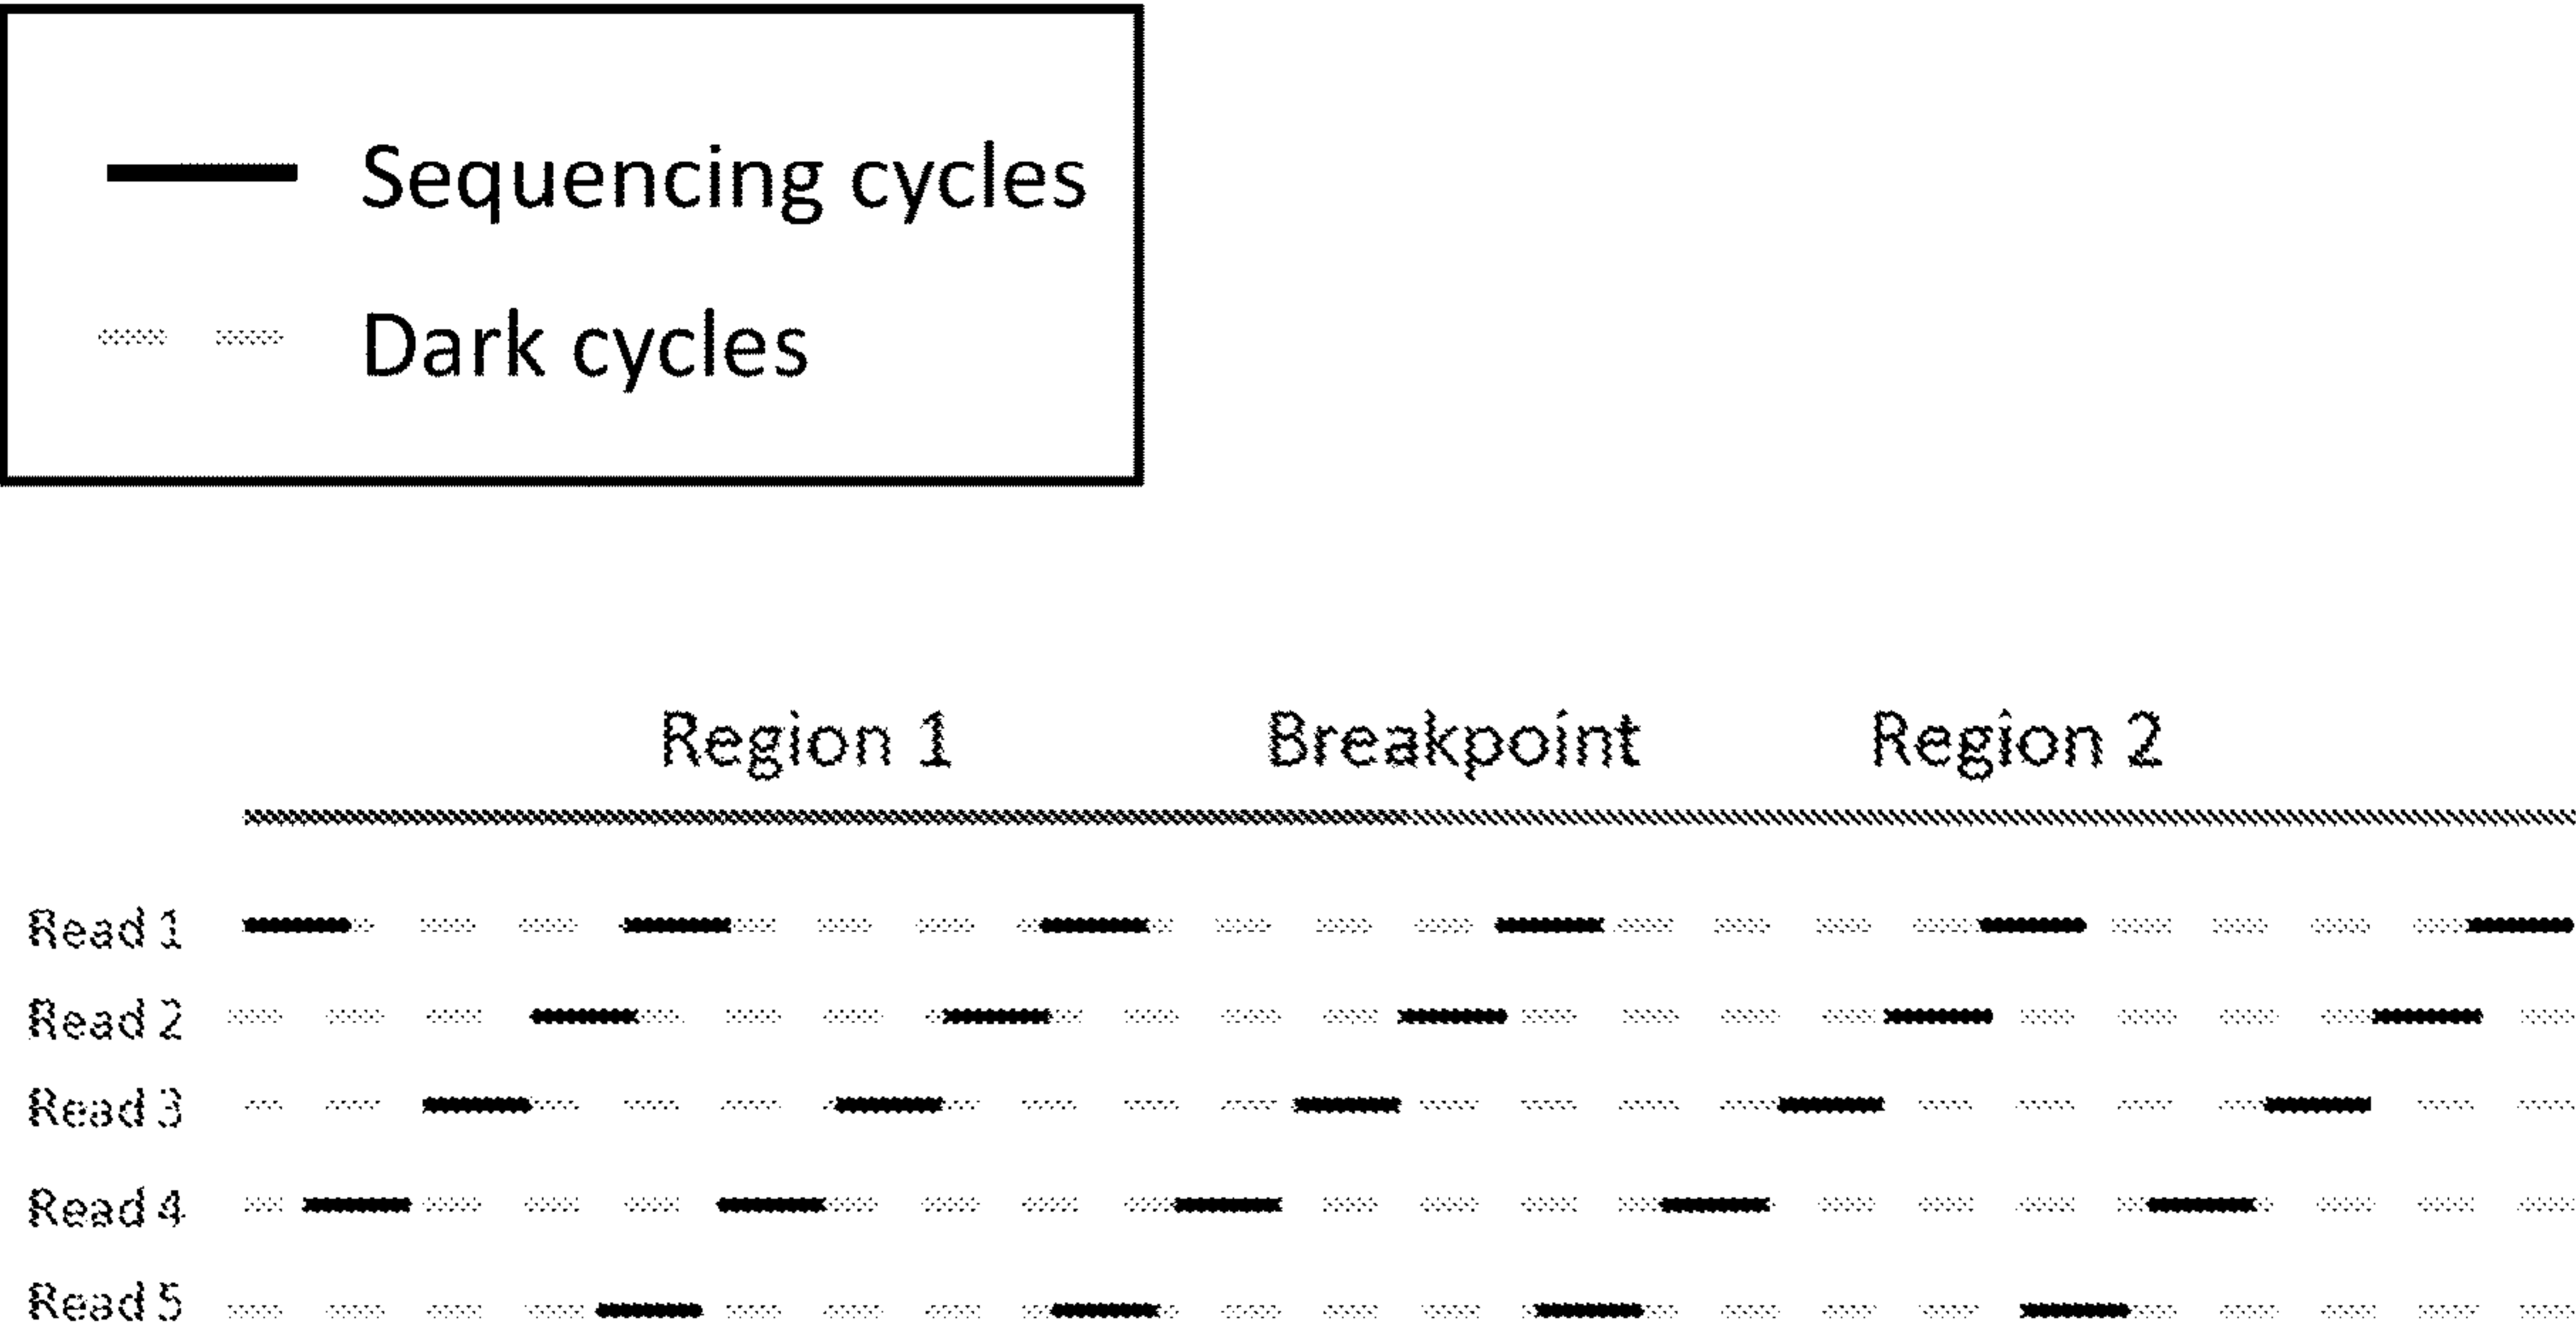 Sequencing cycles
Dark cycles
Region 1 Breakpoint Region 2
Read 1
Read 2
Read 3
Read 4
Read 5